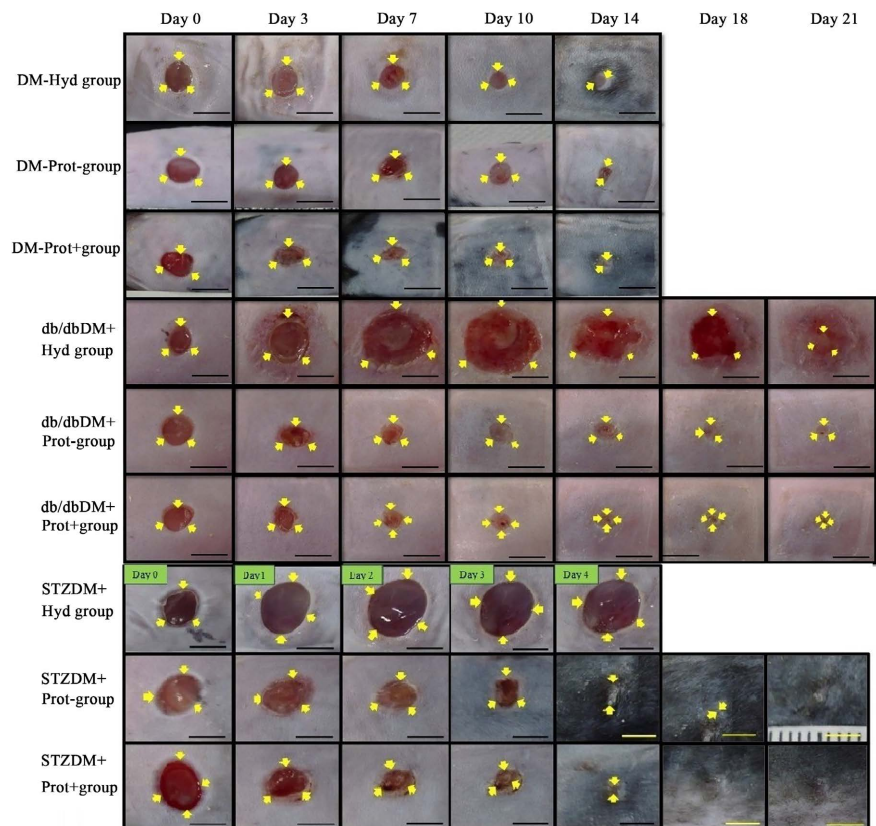 Day 0 Day 3 Day 7 Day 10 Day 14 Day 18 Day 21
DM-Hyd group
DM-Prot-group
DM-Prot+group
db/dbDM+
Hyd group
db/dbDM+
Prot-group
db/dbDM+
Prot+group
Day 0 Day1 Day 2 Day 3 Day 4
STZDM+
Hyd group
STZDM+
Prot-group
STZDM+
Prot+group